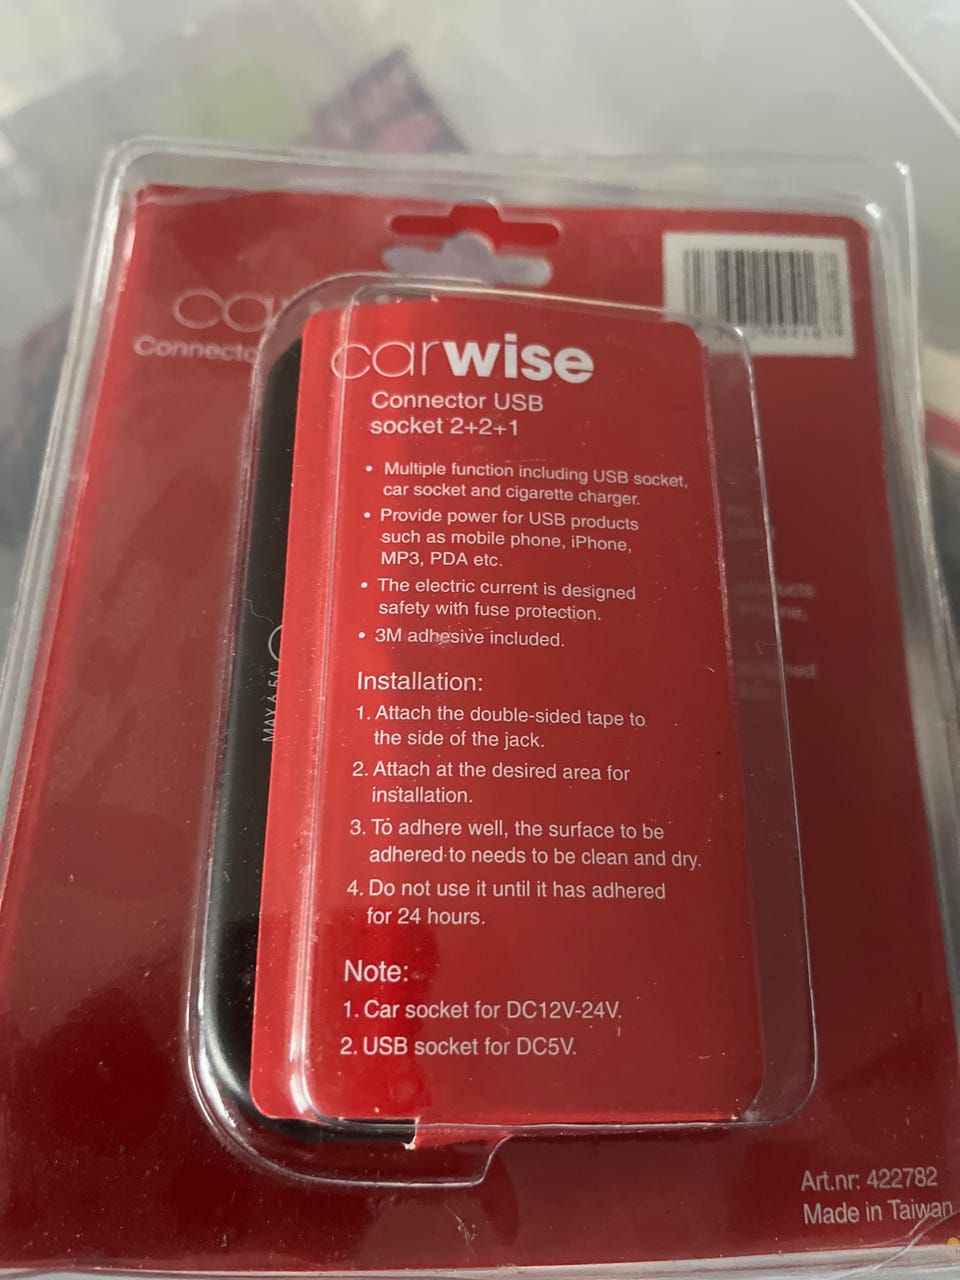 carwise
Connector USB
socket 2+2+1
• Multiple function including USB socket,
car socket and cigarette charger.
• Provide power for USB products
such as mobile phone, iPhone,
MP3, PDA etc.
• The electric current is designed
safety with fuse protection.
• 3M adhesive included.
Installation:
1. Attach the double-sided tape to
the side of the jack.
2. Attach at the desired area for
installation.
3. To adhere well, the surface to be
adhered to needs to be clean and dry.
4. Do not use it until it has adhered
for 24 hours.
Note:
1. Car socket for DC12V-24V.
2. USB socket for DC5V.
MAX 6.5A
Art.nr: 422782
Made in Taiwan